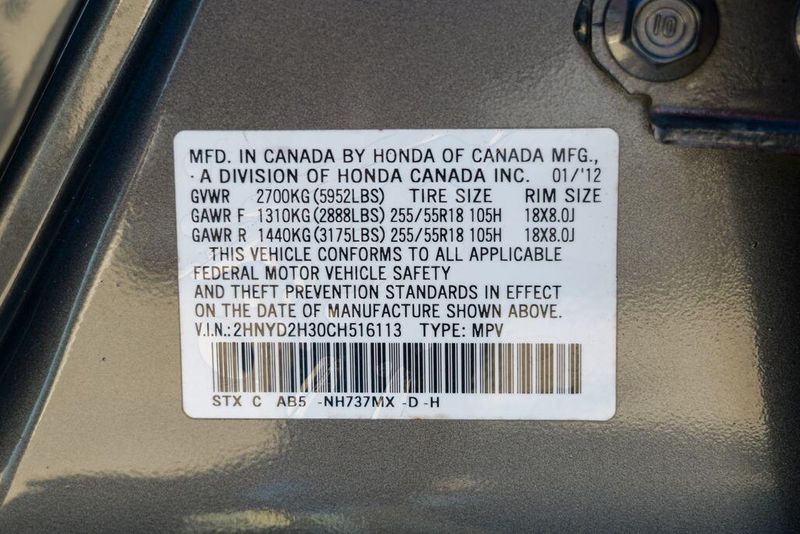 10
MFD. IN CANADA BY HONDA OF CANADA MFG.,
A DIVISION OF HONDA CANADA INC. 01/'12
GVWR 2700KG(5952LBS) TIRE SIZE RIM SIZE
GAWR F 1310KG(2888LBS) 255/55R18 105H 18X8.0J
GAWR R 1440KG(3175LBS) 255/55R18 105H 18X8.0J
THIS VEHICLE CONFORMS TO ALL APPLICABLE
FEDERAL MOTOR VEHICLE SAFETY
AND THEFT PREVENTION STANDARDS IN EFFECT
ON THE DATE OF MANUFACTURE SHOWN ABOVE.
V.I.N.:2HNYD2H30CH516113 TYPE: MPV
STX C AB5 -NH737MX -D -H